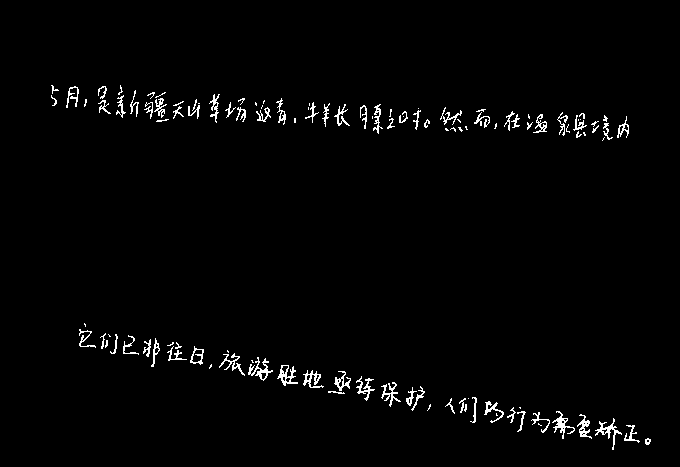 5月，是新疆天山草场返青、牛羊长膘之时。然而，在温泉县境内
它们已非往日，旅游胜地亟待保护，人们的行为需要矫正。